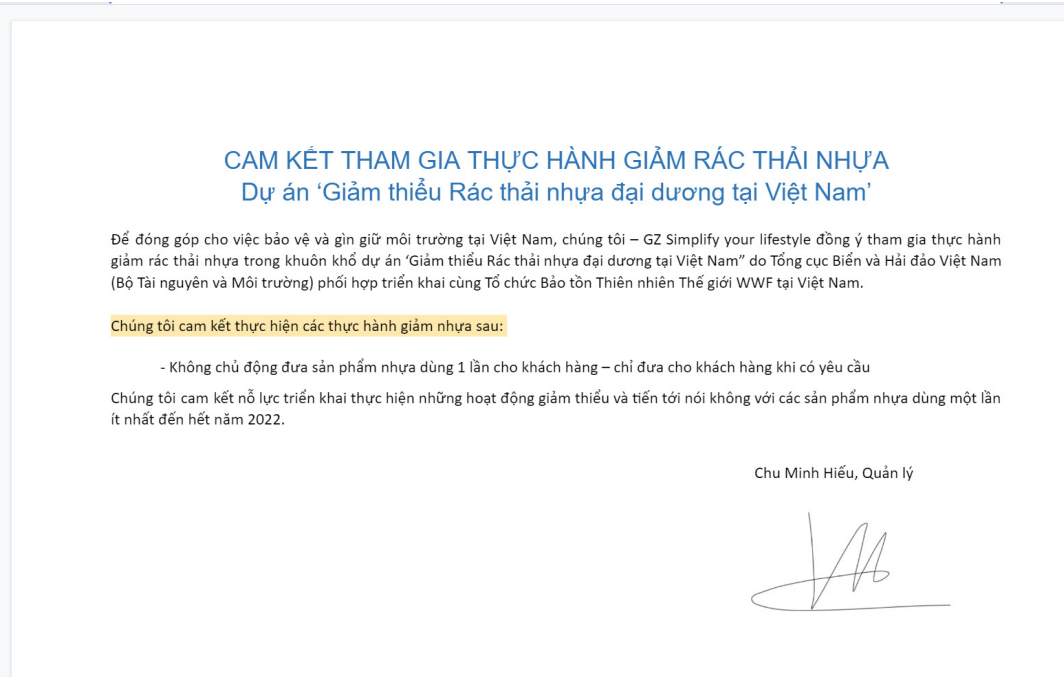 CAM KẾT THAM GIA THỰC HÀNH GIẢM RÁC THẢI NHỰA
Dự án ‘Giảm thiểu Rác thải nhựa đại dương tại Việt Nam’
Để đóng góp cho việc bảo vệ và gìn giữ môi trường tại Việt Nam, chúng tôi – GZ Simplify your lifestyle đồng ý tham gia thực hành
giảm rác thải nhựa trong khuôn khổ dự án ‘Giảm thiểu Rác thải nhựa đại dương tại Việt Nam” do Tổng cục Biển và Hải đảo Việt Nam
(Bộ Tài nguyên và Môi trường) phối hợp triển khai cùng Tổ chức Bảo tồn Thiên nhiên Thế giới WWF tại Việt Nam.
Chúng tôi cam kết thực hiện các thực hành giảm nhựa sau:
- Không chủ động đưa sản phẩm nhựa dùng 1 lần cho khách hàng – chỉ đưa cho khách hàng khi có yêu cầu
Chúng tôi cam kết nỗ lực triển khai thực hiện những hoạt động giảm thiểu và tiến tới nói không với các sản phẩm nhựa dùng một lần
ít nhất đến hết năm 2022.
Chu Minh Hiếu, Quản lý